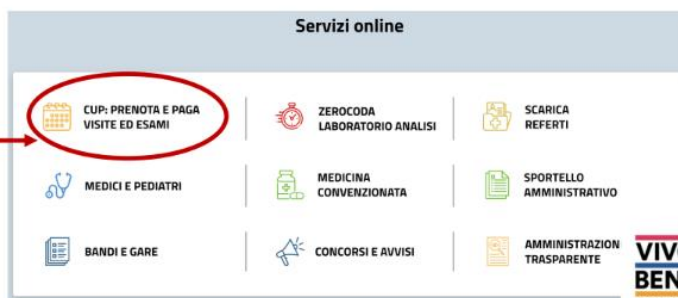 Servizi online
CUP: PRENOTA E PAGA
VISITE ED ESAMI
ZEROCODA
LABORATORIO ANALISI
SCARICA
REFERTI
MEDICI E PEDIATRI
MEDICINA
CONVENZIONATA
SPORTELLO
AMMINISTRATIVO
BANDI E GARE
CONCORSI E AVVISI
AMMINISTRAZION
TRASPARENTE
VIV
BEN